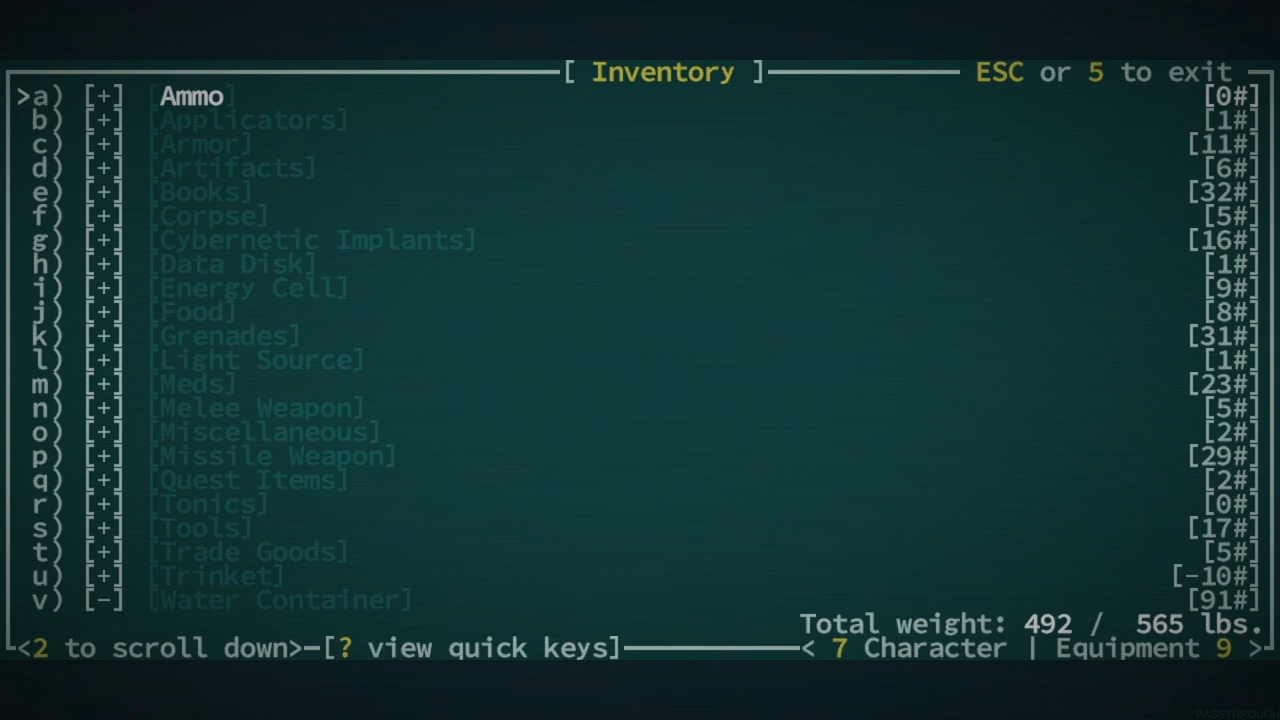 [ Inventory ] ESC or 5 to exit
>a) [+] Ammo] [0#]
b) [+] [Applicators] [1#]
c) [+] [Armor] [11#]
d) [+] [Artifacts] [6#]
e) [+] [Books] [32#]
f) [+] [Corpse] [5#]
g) [+] [Cybernetic Implants] [16#]
h) [+] [Data Disk] [1#]
i) [+] [Energy Cell] [9#]
j) [+] [Food] [8#]
k) [+] [Grenades] [31#]
l) [+] [Light Source] [1#]
m) [+] [Meds] [23#]
n) [+] [Melee Weapon] [5#]
o) [+] [Miscellaneous] [2#]
p) [+] [Missile Weapon] [29#]
q) [+] [Quest Items] [2#]
r) [+] [Tonics] [0#]
s) [+] [Tools] [17#]
t) [+] [Trade Goods] [5#]
u) [+] [Trinket] [-10#]
v) [-] [Water Container] [91#]
Total weight: 492 / 565 lbs.
<2 to scroll down> [? view quick keys] < 7 Character | Equipment 9 >
PASSTHROUGH